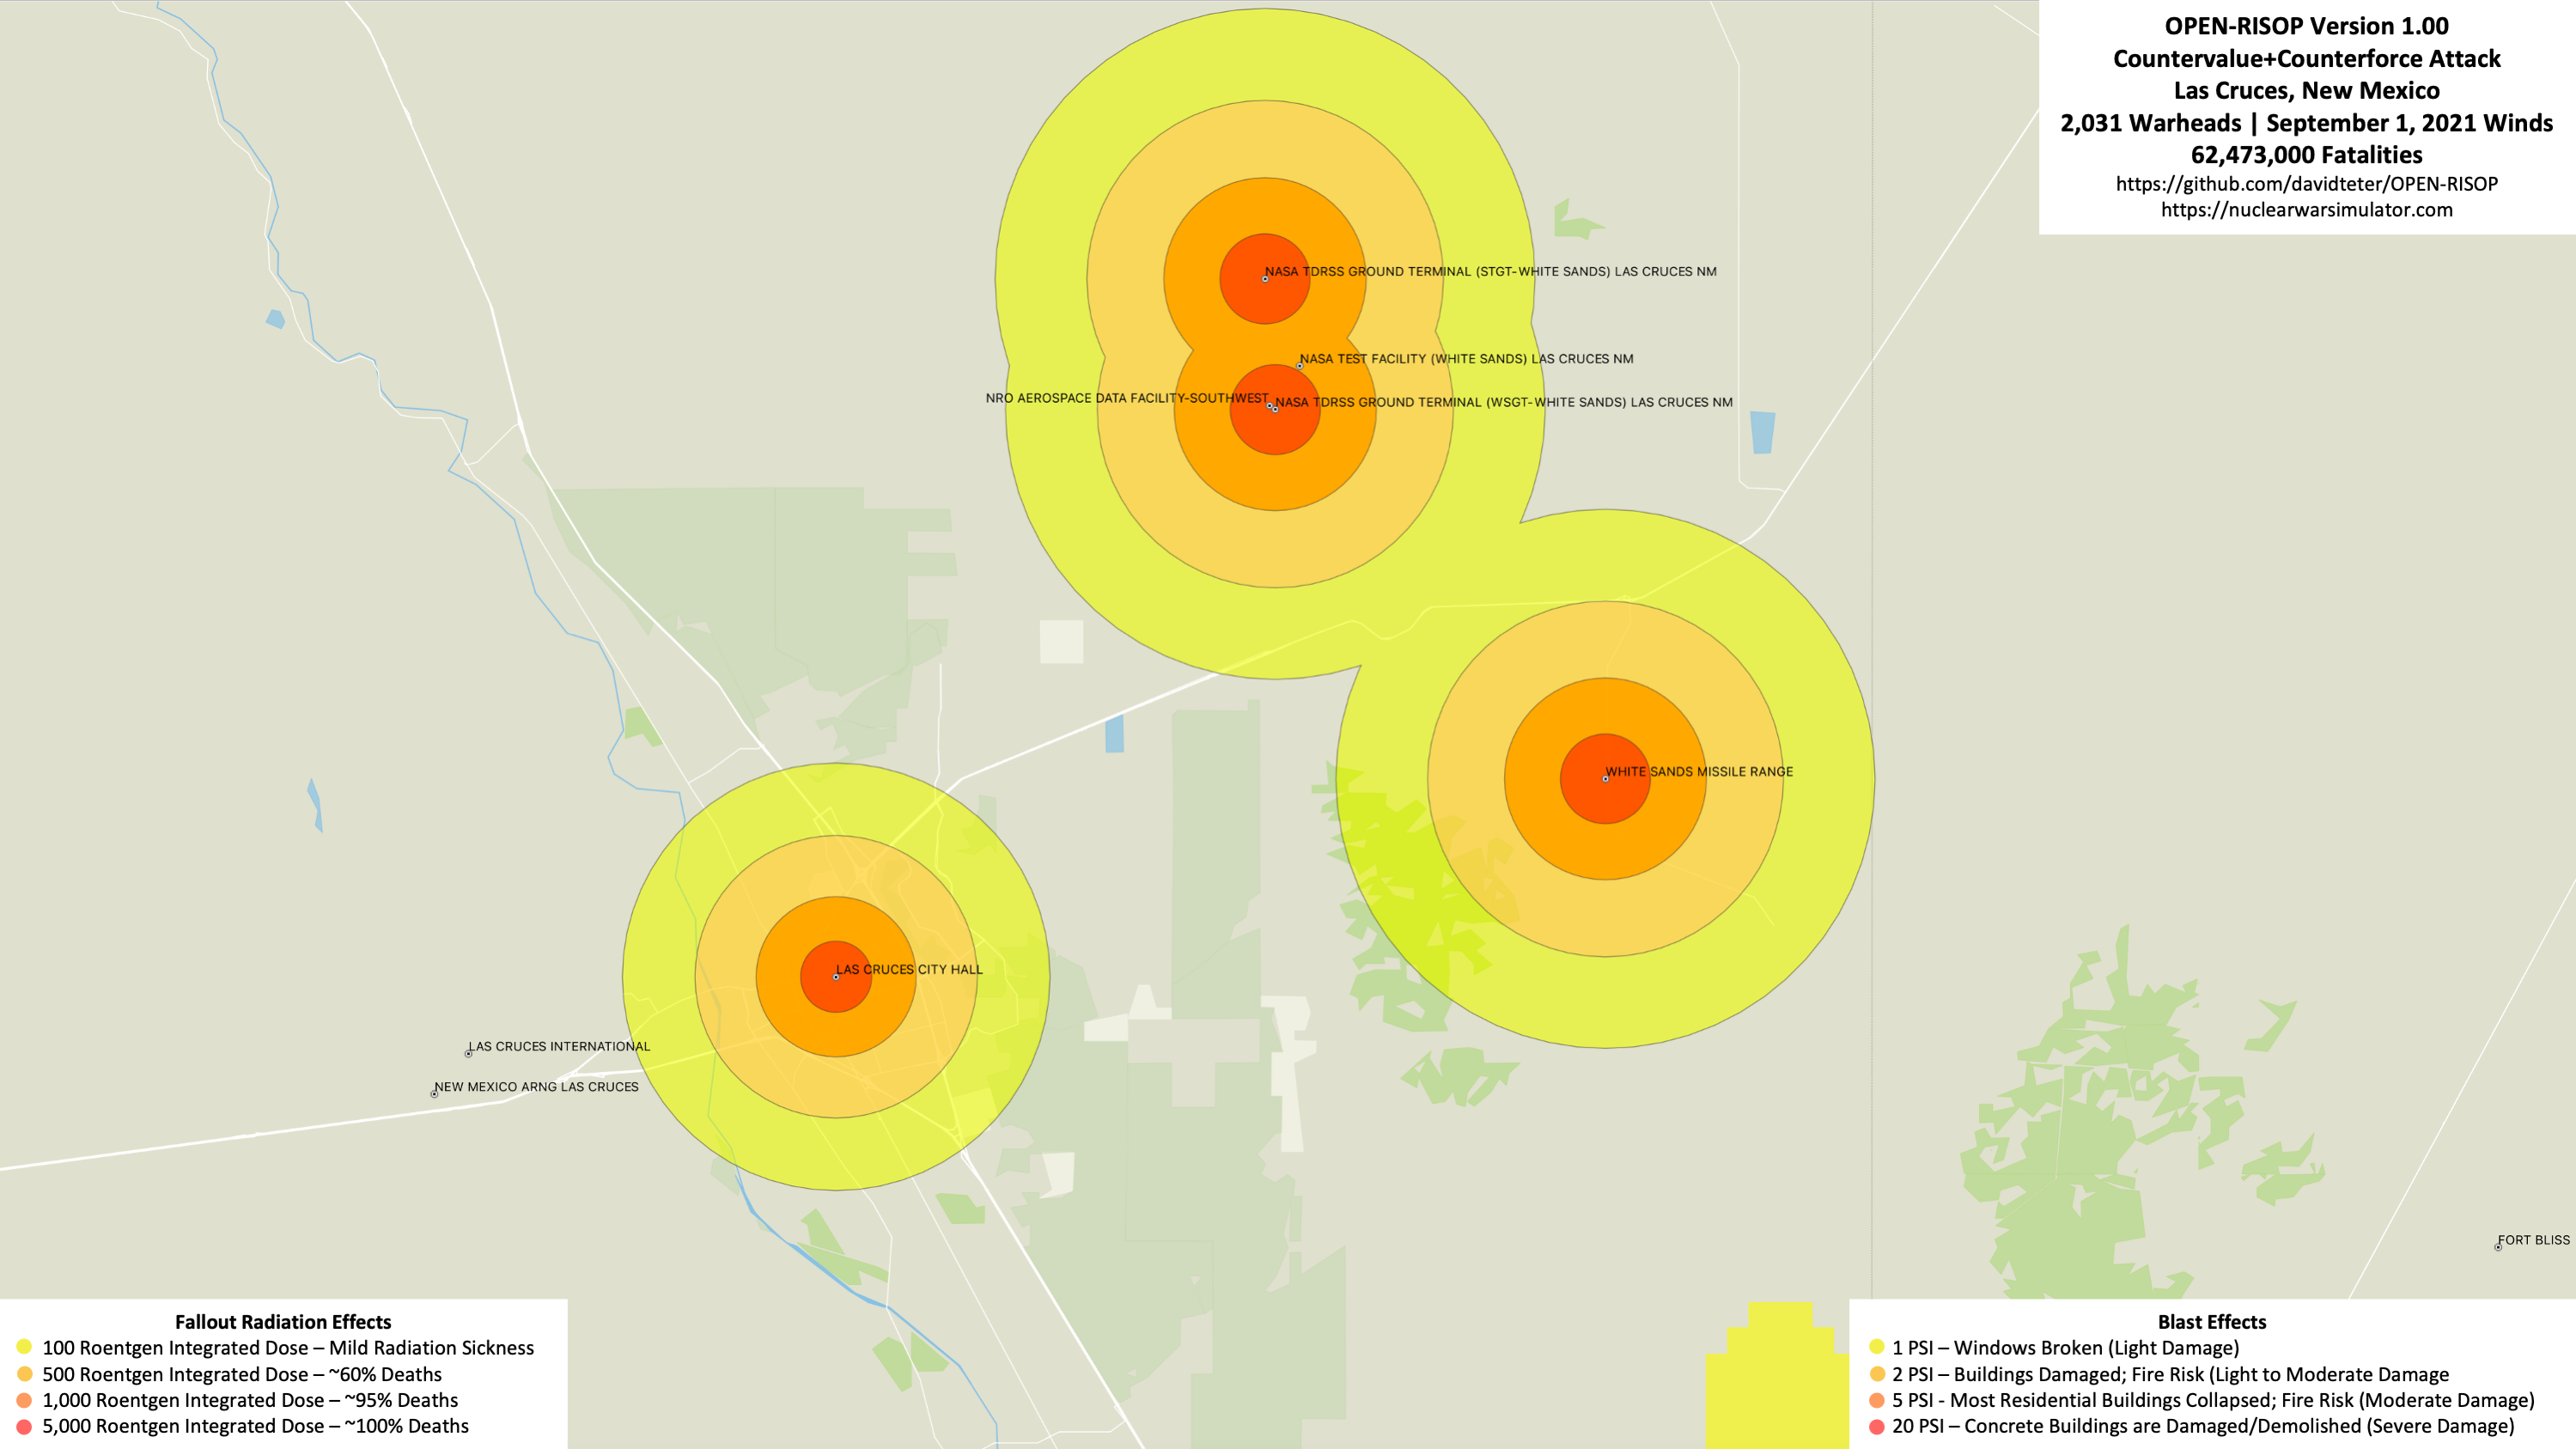 OPEN-RISOP Version 1.00
Countervalue+Counterforce Attack
Las Cruces, New Mexico
2,031 Warheads | September 1, 2021 Winds
62,473,000 Fatalities
https://github.com/davidteter/OPEN-RISOP
https://nuclearwarsimulator.com
NASA TDRSS GROUND TERMINAL (STGT-WHITE SANDS) LAS CRUCES NM
NASA TEST FACILITY (WHITE SANDS) LAS CRUCES NM
NRO AEROSPACE DATA FACILITY-SOUTHWEST
NASA TDRSS GROUND TERMINAL (WSGT-WHITE SANDS) LAS CRUCES NM
WHITE SANDS MISSILE RANGE
LAS CRUCES CITY HALL
LAS CRUCES INTERNATIONAL
NEW MEXICO ARNG LAS CRUCES
FORT BLISS
Fallout Radiation Effects
100 Roentgen Integrated Dose – Mild Radiation Sickness
500 Roentgen Integrated Dose – ~60% Deaths
1,000 Roentgen Integrated Dose – ~95% Deaths
5,000 Roentgen Integrated Dose – ~100% Deaths
Blast Effects
1 PSI – Windows Broken (Light Damage)
2 PSI – Buildings Damaged; Fire Risk (Light to Moderate Damage
5 PSI - Most Residential Buildings Collapsed; Fire Risk (Moderate Damage)
20 PSI – Concrete Buildings are Damaged/Demolished (Severe Damage)